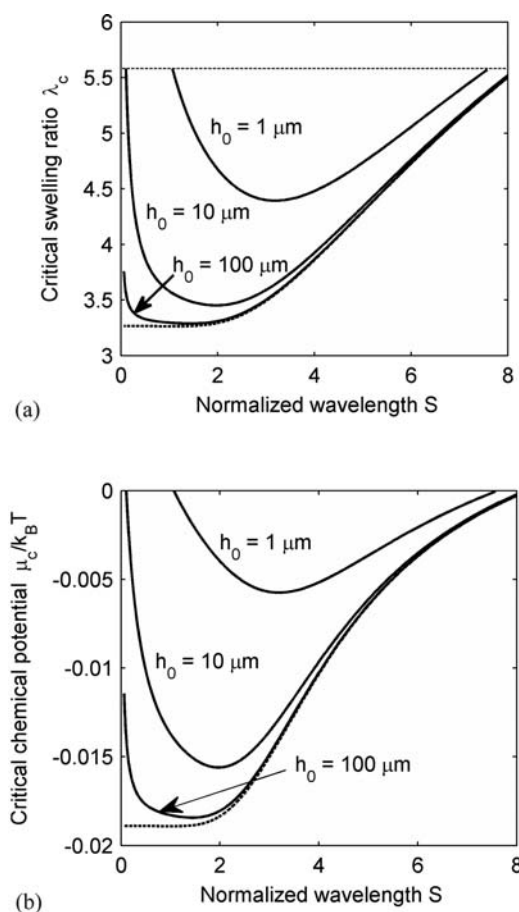 (a)
Critical swelling ratio λc
6
5.5
5
4.5
4
3.5
3
h0 = 1 μm
h0 = 10 μm
h0 = 100 μm
0 2 4 6 8
Normalized wavelength S
(b)
Critical chemical potential μc/kBT
0
-0.005
-0.01
-0.015
-0.02
h0 = 1 μm
h0 = 10 μm
h0 = 100 μm
0 2 4 6 8
Normalized wavelength S